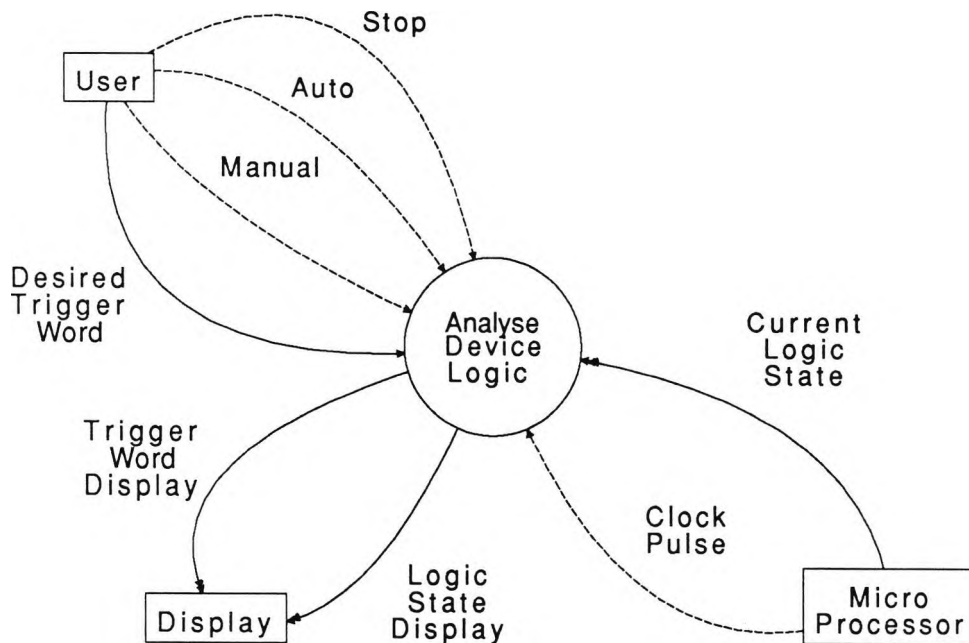 Stop
User
Auto
Manual
Desired
Trigger
Word
Analyse
Device
Logic
Current
Logic
State
Trigger
Word
Display
Clock
Pulse
Logic
State
Display
Display
Micro
Processor